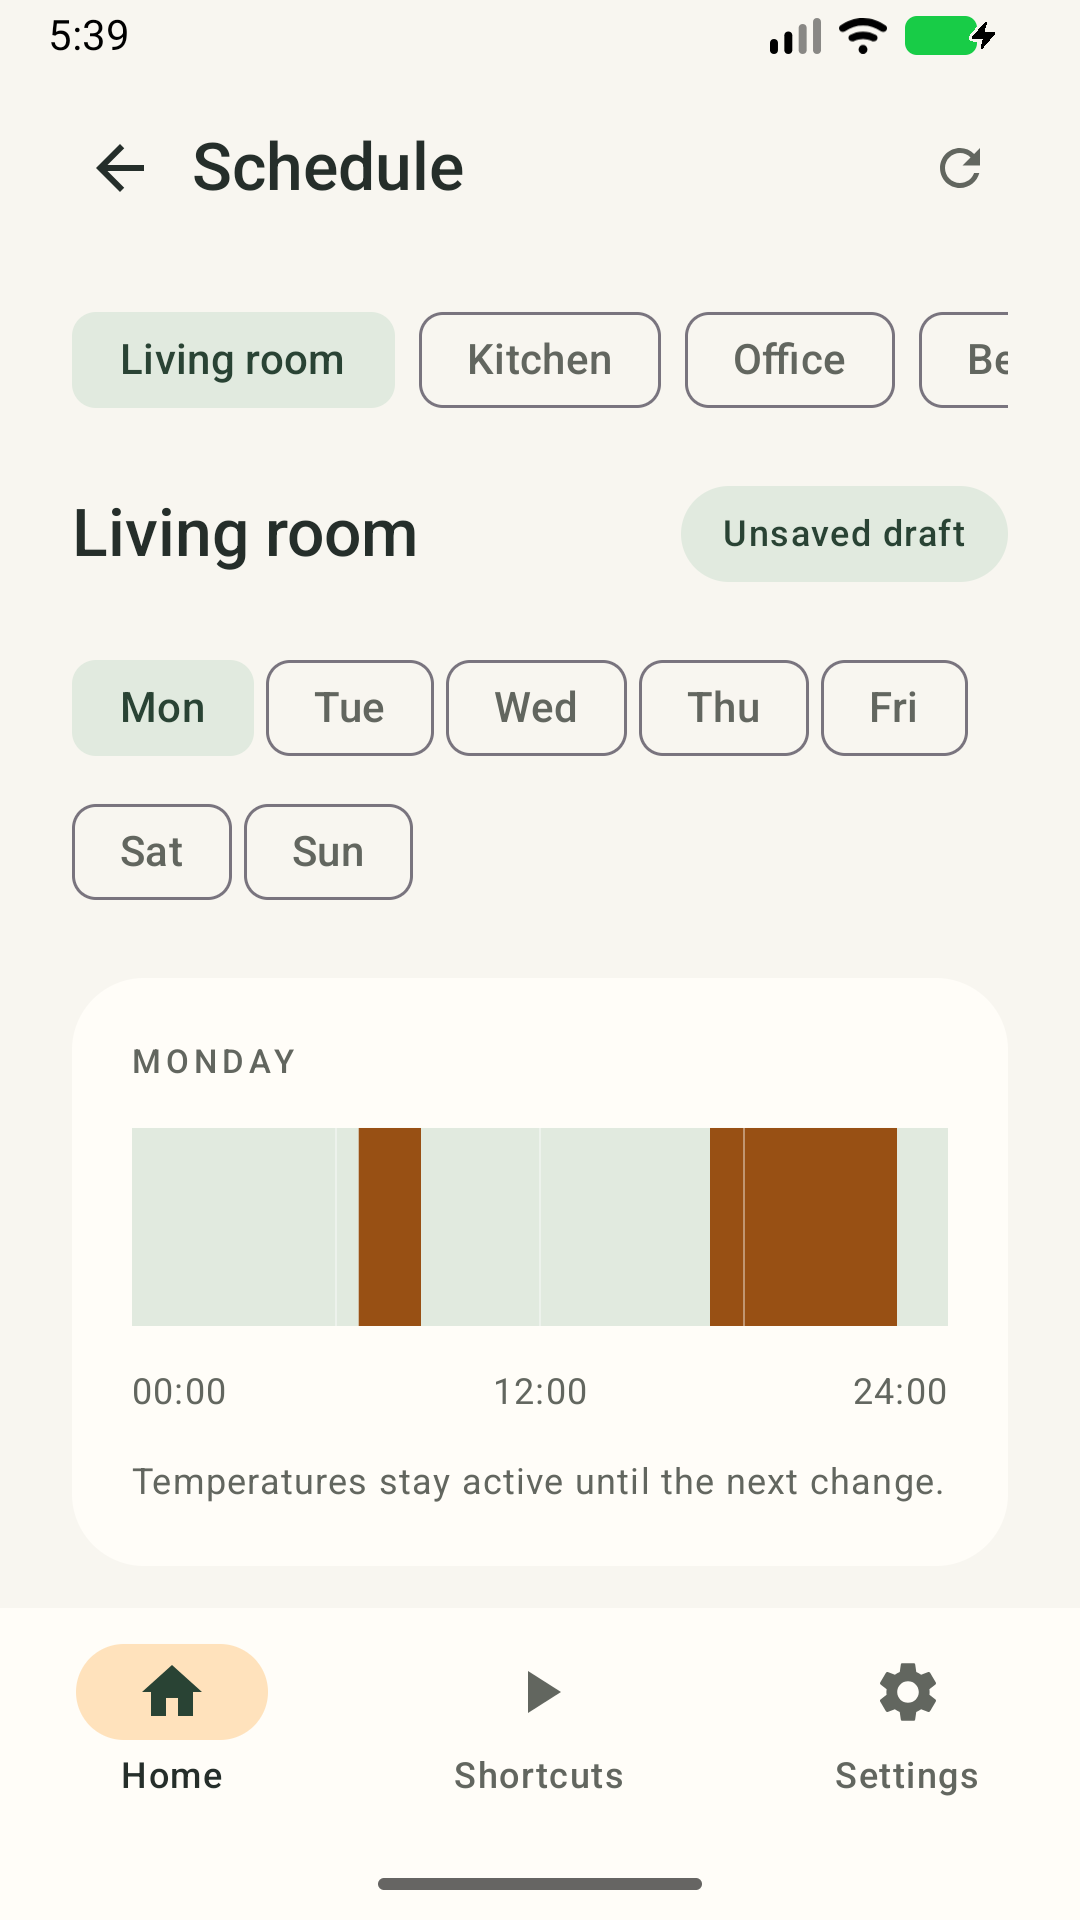 5:39
Schedule
Living room
Kitchen
Office
Be
Living room
Unsaved draft
Mon
Tue
Wed
Thu
Fri
Sat
Sun
MONDAY
00:00
12:00
24:00
Temperatures stay active until the next change.
Home
Shortcuts
Settings